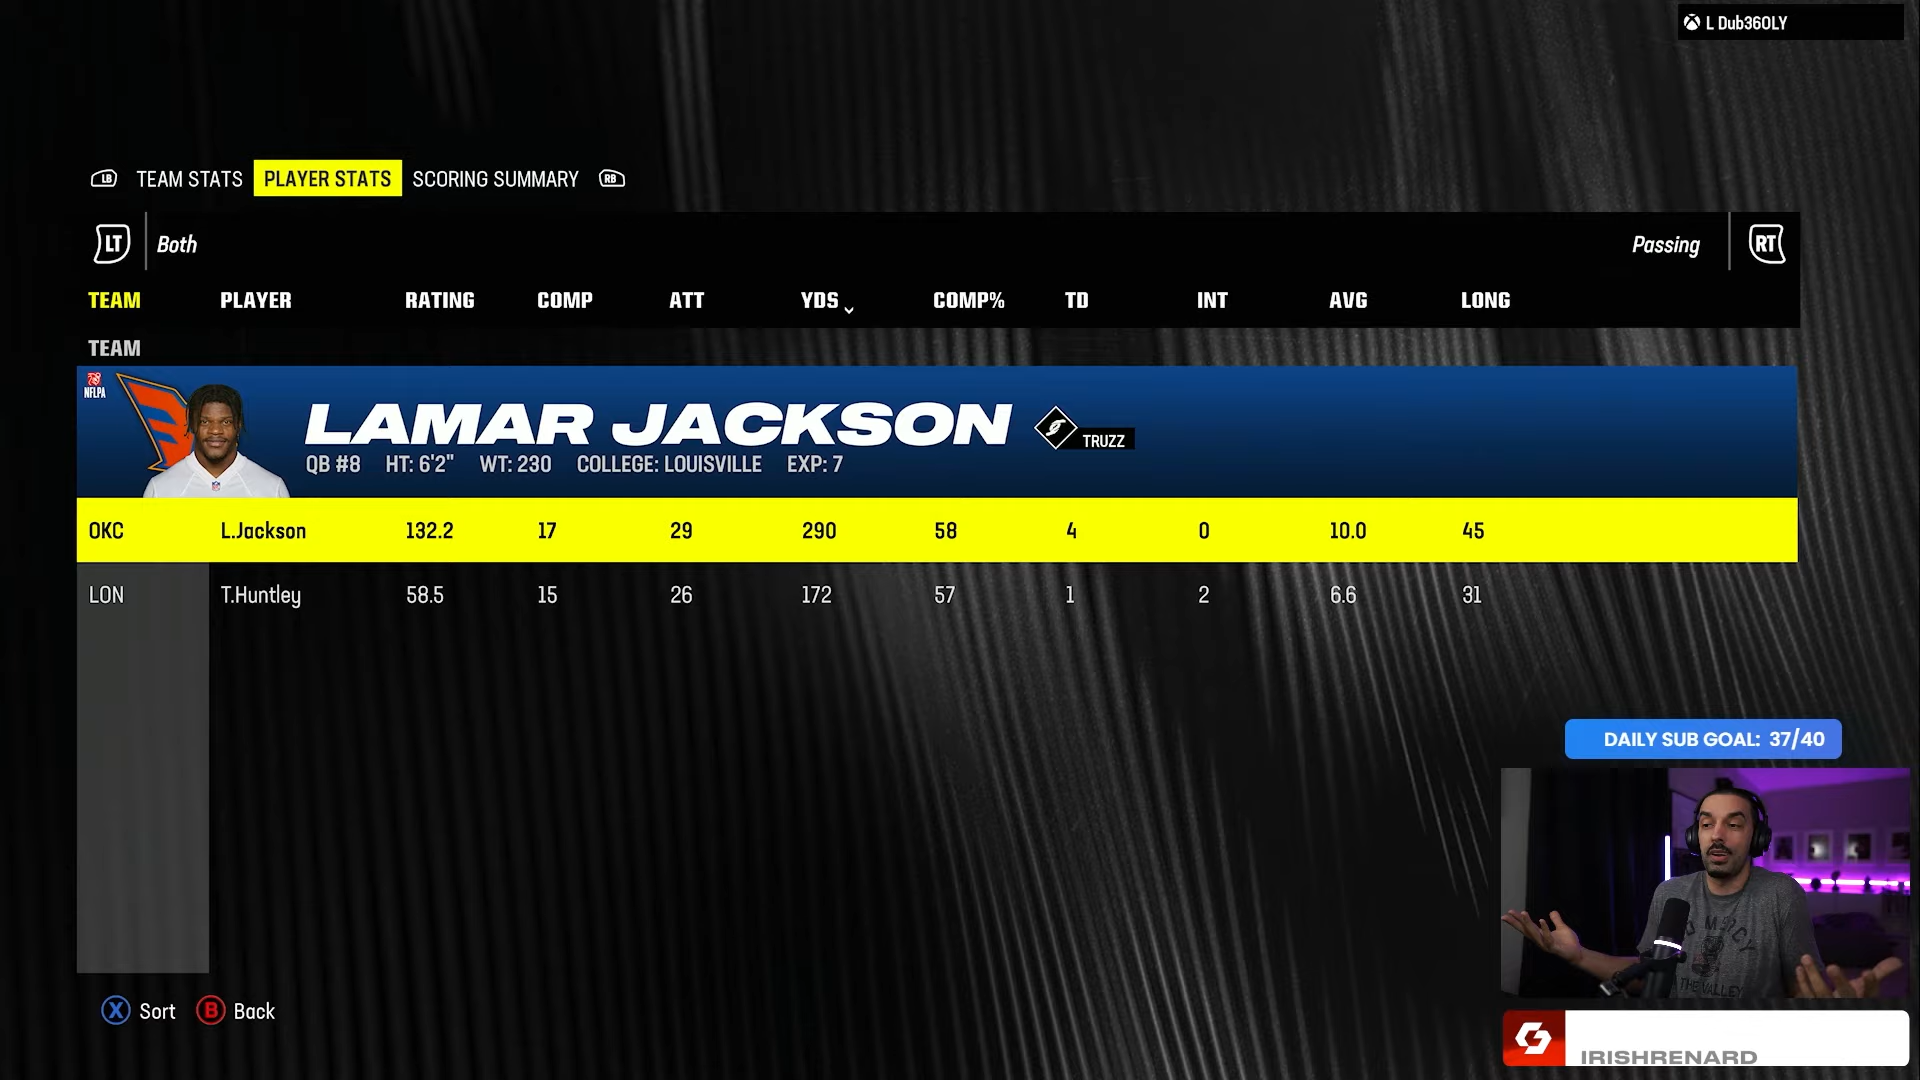 L Dub360LY
LB TEAM STATS PLAYER STATS SCORING SUMMARY RB
LT Both Passing RT
TEAM PLAYER RATING COMP ATT YDS COMP% TD INT AVG LONG
TEAM
NFLPA
LAMAR JACKSON TRUZZ
QB #8 HT: 6'2" WT: 230 COLLEGE: LOUISVILLE EXP: 7
OKC L.Jackson 132.2 17 29 290 58 4 0 10.0 45
LON T.Huntley 58.5 15 26 172 57 1 2 6.6 31
DAILY SUB GOAL: 37/40
MERCY
THE VALLEY
X Sort B Back
IRISHRENARD